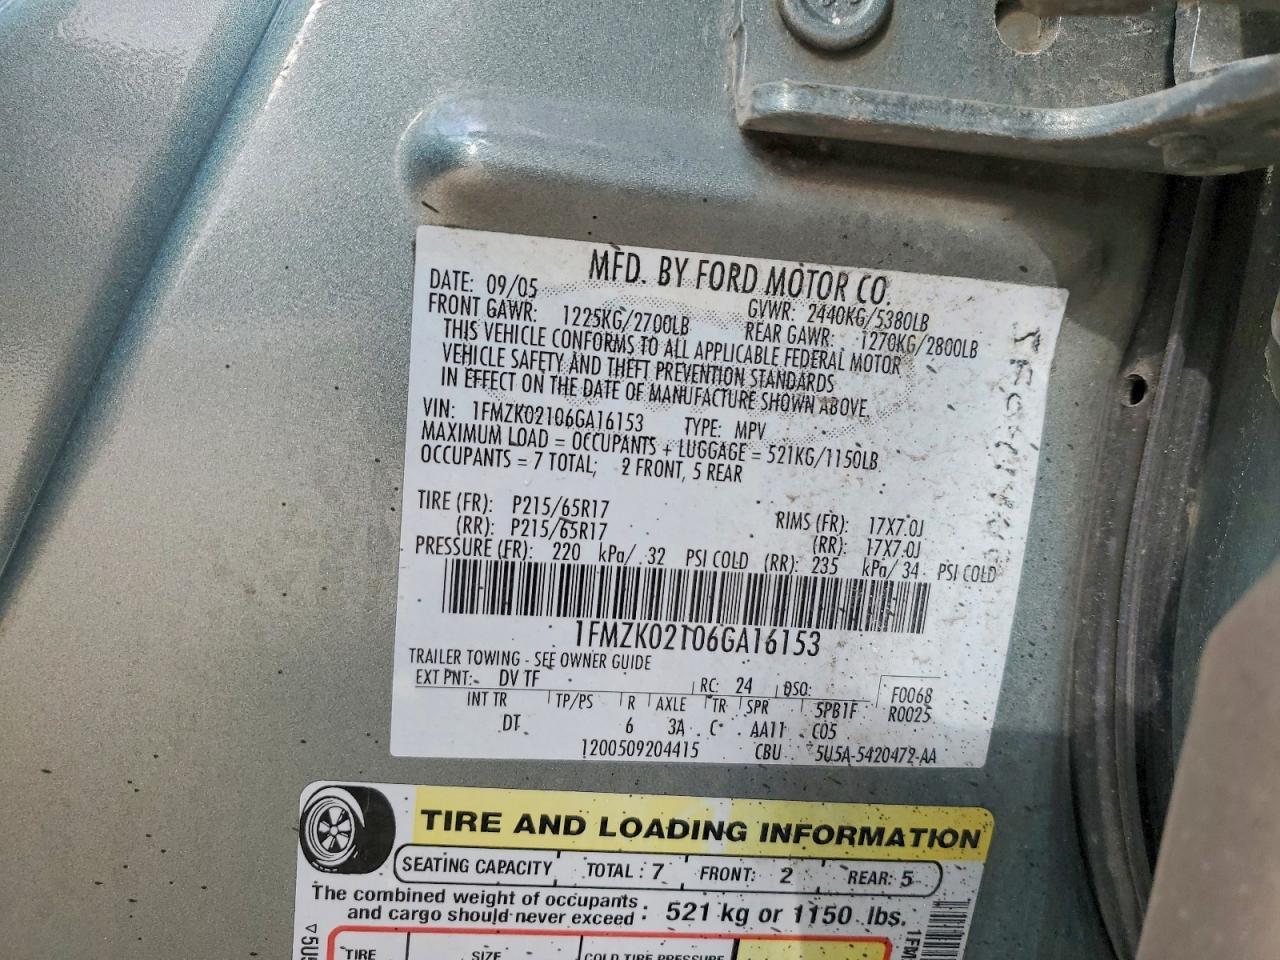 MFD. BY FORD MOTOR CO.
DATE: 09/05 GVWR: 2440KG/5380LB
FRONT GAWR: 1225KG/2700LB REAR GAWR: 1270KG/2800LB
THIS VEHICLE CONFORMS TO ALL APPLICABLE FEDERAL MOTOR
VEHICLE SAFETY AND THEFT PREVENTION STANDARDS
IN EFFECT ON THE DATE OF MANUFACTURE SHOWN ABOVE.
VIN: 1FMZK02106GA16153 TYPE: MPV
MAXIMUM LOAD = OCCUPANTS + LUGGAGE = 521KG/1150LB
OCCUPANTS = 7 TOTAL; 2 FRONT, 5 REAR
TIRE (FR): P215/65R17 RIMS (FR): 17X7.0J
(RR): P215/65R17 (RR): 17X7.0J
PRESSURE (FR): 220 kPa/ 32 PSI COLD (RR): 235 kPa/ 34 PSI COLD
1FMZK02106GA16153
TRAILER TOWING - SEE OWNER GUIDE
EXT PNT: DV TF RC: 24 DSO: F0068
INT TR TP/PS R AXLE TR SPR 5PB1F R0025
DT 6 3A C AA11 C05
1200509204415 CBU 5U5A-5420472-AA
TIRE AND LOADING INFORMATION
SEATING CAPACITY TOTAL : 7 FRONT: 2 REAR: 5
The combined weight of occupants
and cargo should never exceed : 521 kg or 1150 lbs.
TIRE SIZE COLD TIRE PRESSURE
▽5U5
1FM